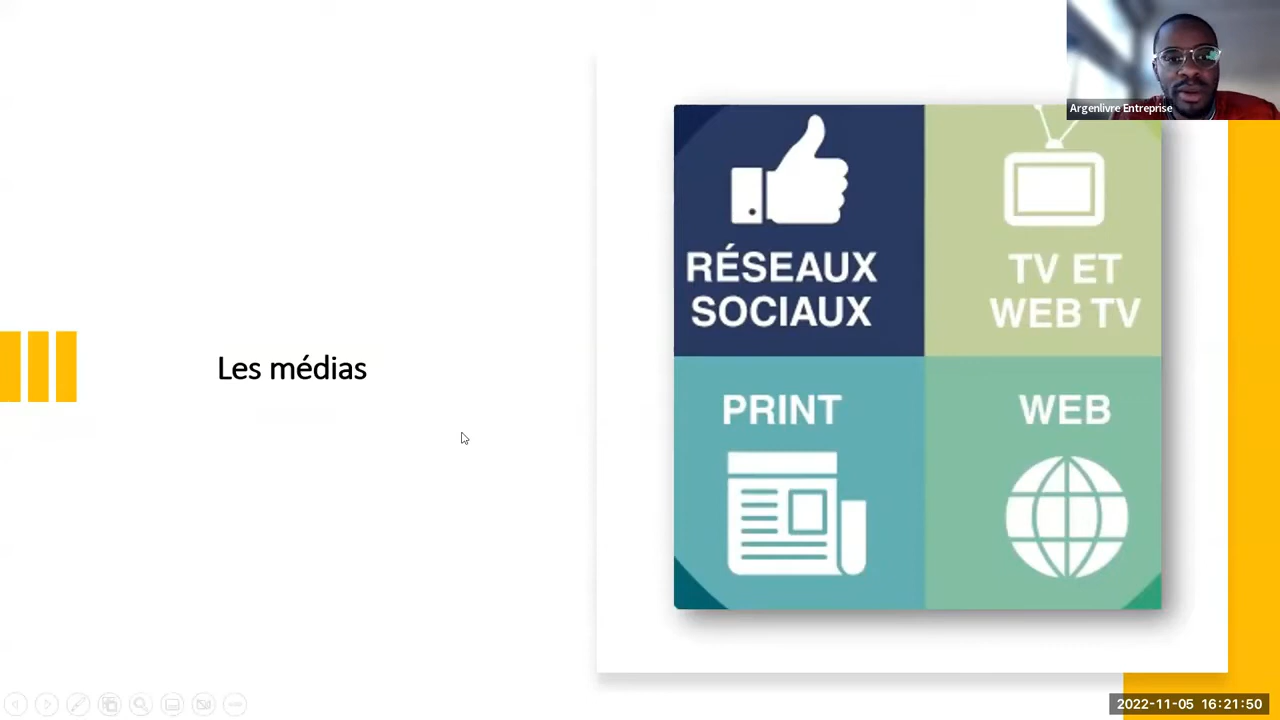 Argenlivre Entreprise
Les médias
RÉSEAUX
SOCIAUX
TV ET
WEB TV
PRINT
WEB
2022-11-05 16:21:50